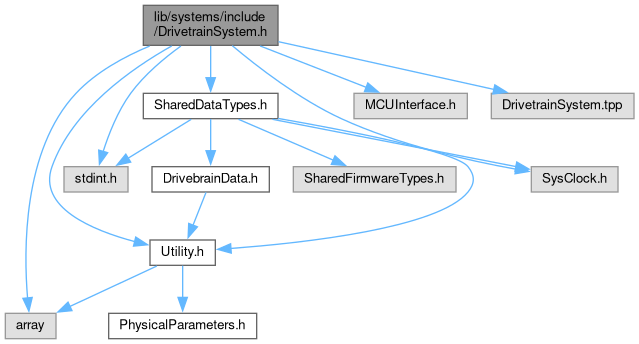 lib/systems/include
/DrivetrainSystem.h
SharedDataTypes.h
MCUInterface.h
DrivetrainSystem.tpp
stdint.h
DrivebrainData.h
SharedFirmwareTypes.h
SysClock.h
Utility.h
array
PhysicalParameters.h